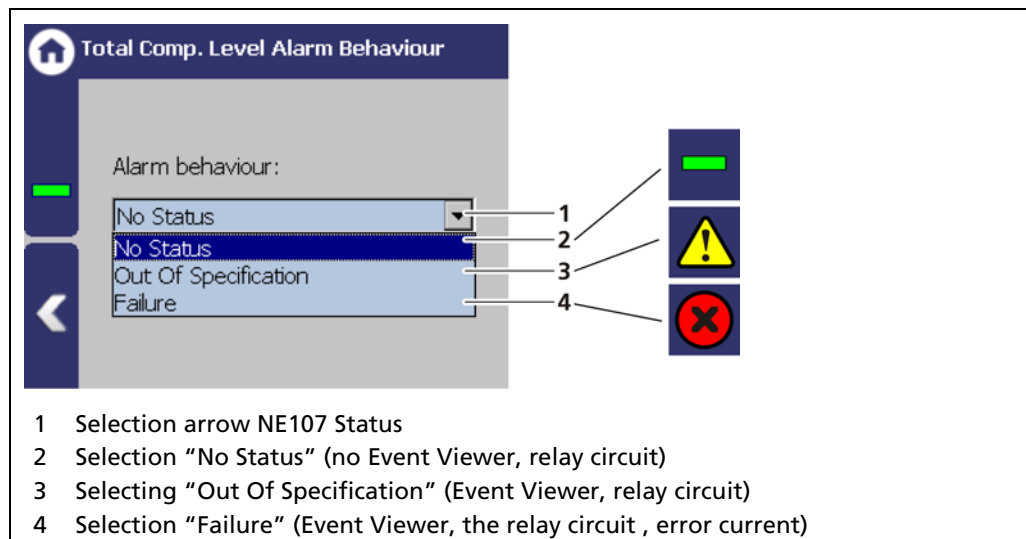 Total Comp. Level Alarm Behaviour
Alarm behaviour:
No Status
No Status
Out Of Specification
Failure
1
2
3
4
1 Selection arrow NE107 Status
2 Selection “No Status” (no Event Viewer, relay circuit)
3 Selecting “Out Of Specification” (Event Viewer, relay circuit)
4 Selection “Failure” (Event Viewer, the relay circuit , error current)